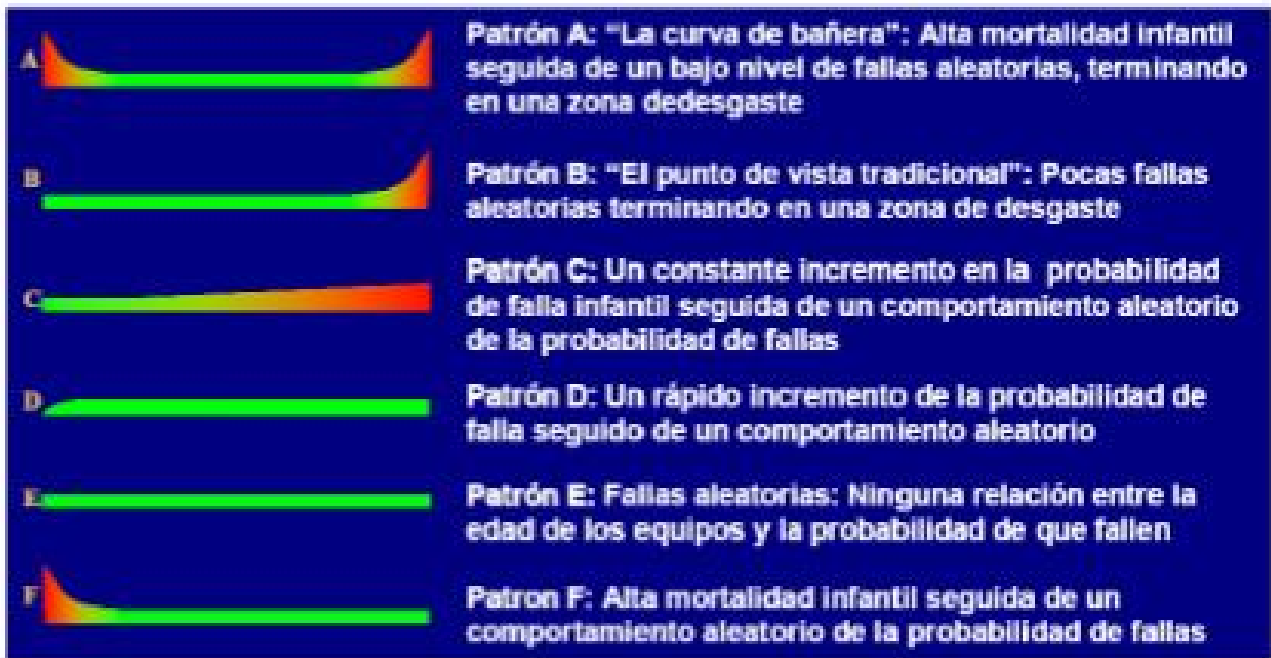 A
Patrón A: “La curva de bañera”: Alta mortalidad infantil
seguida de un bajo nivel de fallas aleatorias, terminando
en una zona dedesgaste
B
Patrón B: “El punto de vista tradicional”: Pocas fallas
aleatorias terminando en una zona de desgaste
C
Patrón C: Un constante incremento en la probabilidad
de falla infantil seguida de un comportamiento aleatorio
de la probabilidad de fallas
D
Patrón D: Un rápido incremento de la probabilidad de
falla seguido de un comportamiento aleatorio
E
Patrón E: Fallas aleatorias: Ninguna relación entre la
edad de los equipos y la probabilidad de que fallen
F
Patron F: Alta mortalidad infantil seguida de un
comportamiento aleatorio de la probabilidad de fallas